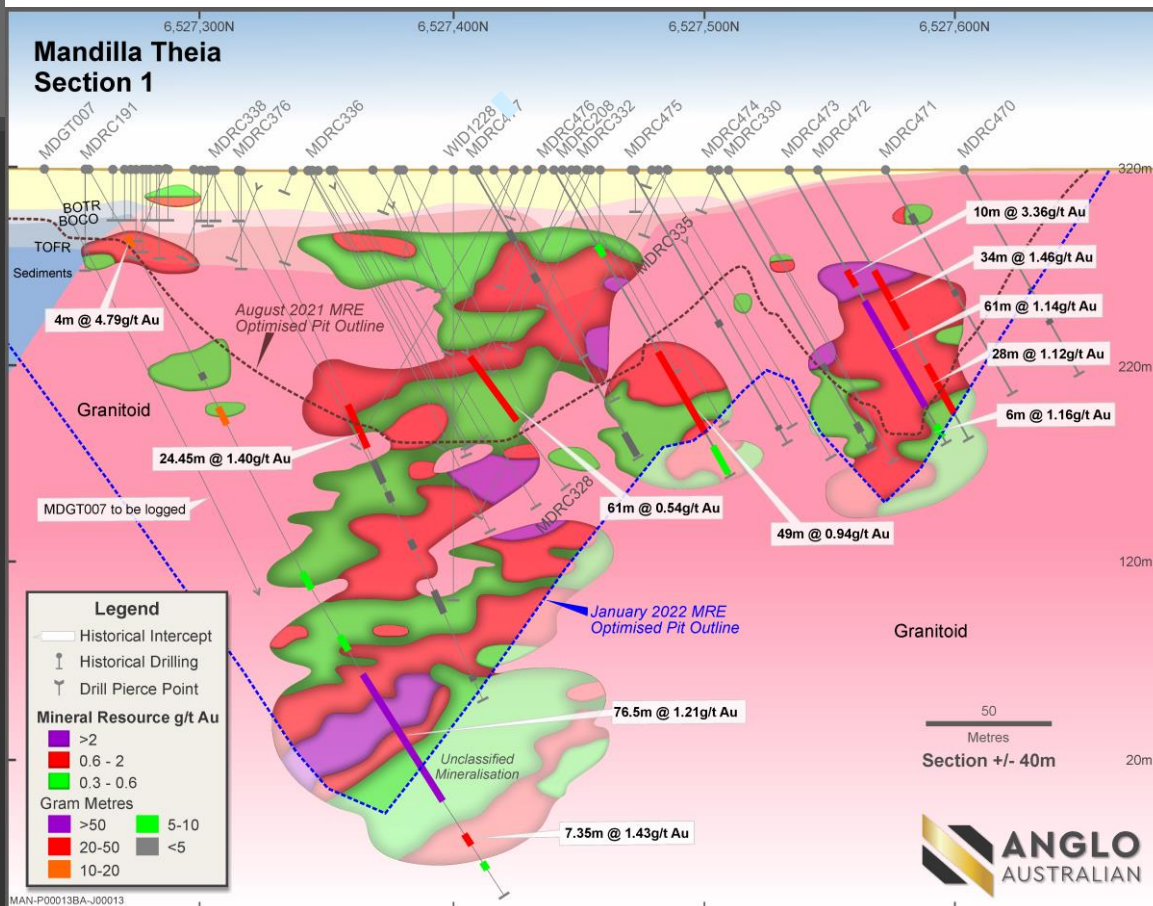 6,527,300N
6,527,400N
6,527,500N
6,527,600N
Mandilla Theia
Section 1
MDGT007
MDRC191
MDRC338
MDRC376
MDRC336
WID1228
MDRC476
MDRC208
MDRC332
MDRC475
MDRC474
MDRC330
MDRC473
MDRC472
MDRC471
MDRC470
320m
BOTR
BOCO
TOFR
Sediments
MDRC335
10m @ 3.36g/t Au
34m @ 1.46g/t Au
4m @ 4.79g/t Au
August 2021 MRE
Optimised Pit Outline
61m @ 1.14g/t Au
28m @ 1.12g/t Au
220m
Granitoid
6m @ 1.16g/t Au
24.45m @ 1.40g/t Au
MDGT007 to be logged
MDRC328
61m @ 0.54g/t Au
49m @ 0.94g/t Au
120m
January 2022 MRE
Optimised Pit Outline
Granitoid
Legend
Historical Intercept
Historical Drilling
Drill Pierce Point
Mineral Resource g/t Au
>2
0.6 - 2
0.3 - 0.6
Gram Metres
>50
5-10
20-50
<5
10-20
76.5m @ 1.21g/t Au
Unclassified
Mineralisation
50
Metres
Section +/- 40m
20m
7.35m @ 1.43g/t Au
ANGLO
AUSTRALIAN
MAN-P00013BA-J00013